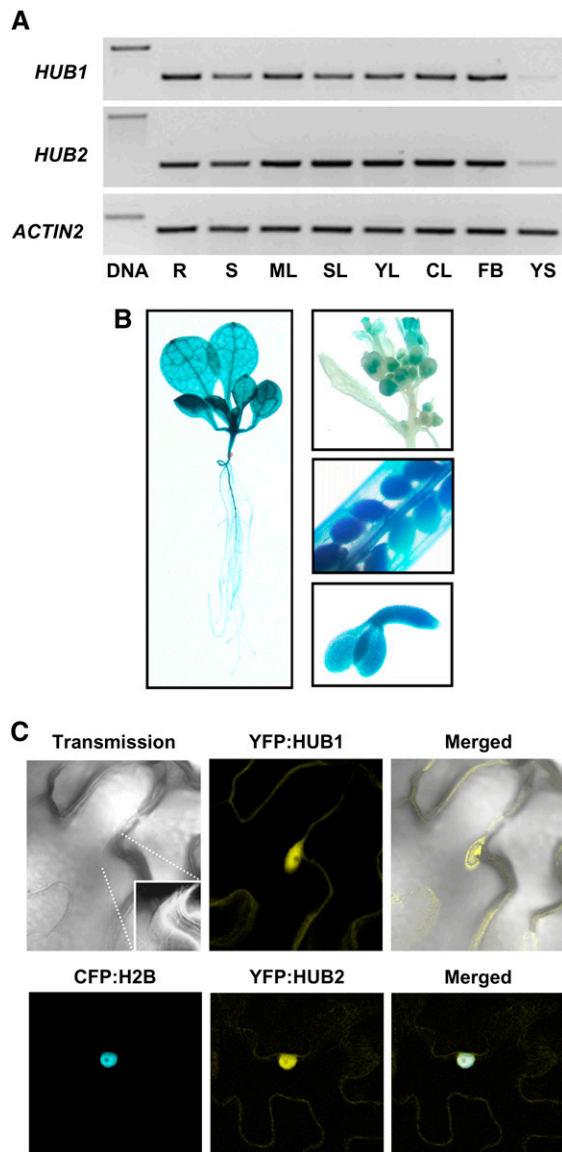 A
HUB1
HUB2
ACTIN2
DNA R S ML SL YL CL FB YS
B
C
Transmission YFP:HUB1 Merged
CFP:H2B YFP:HUB2 Merged